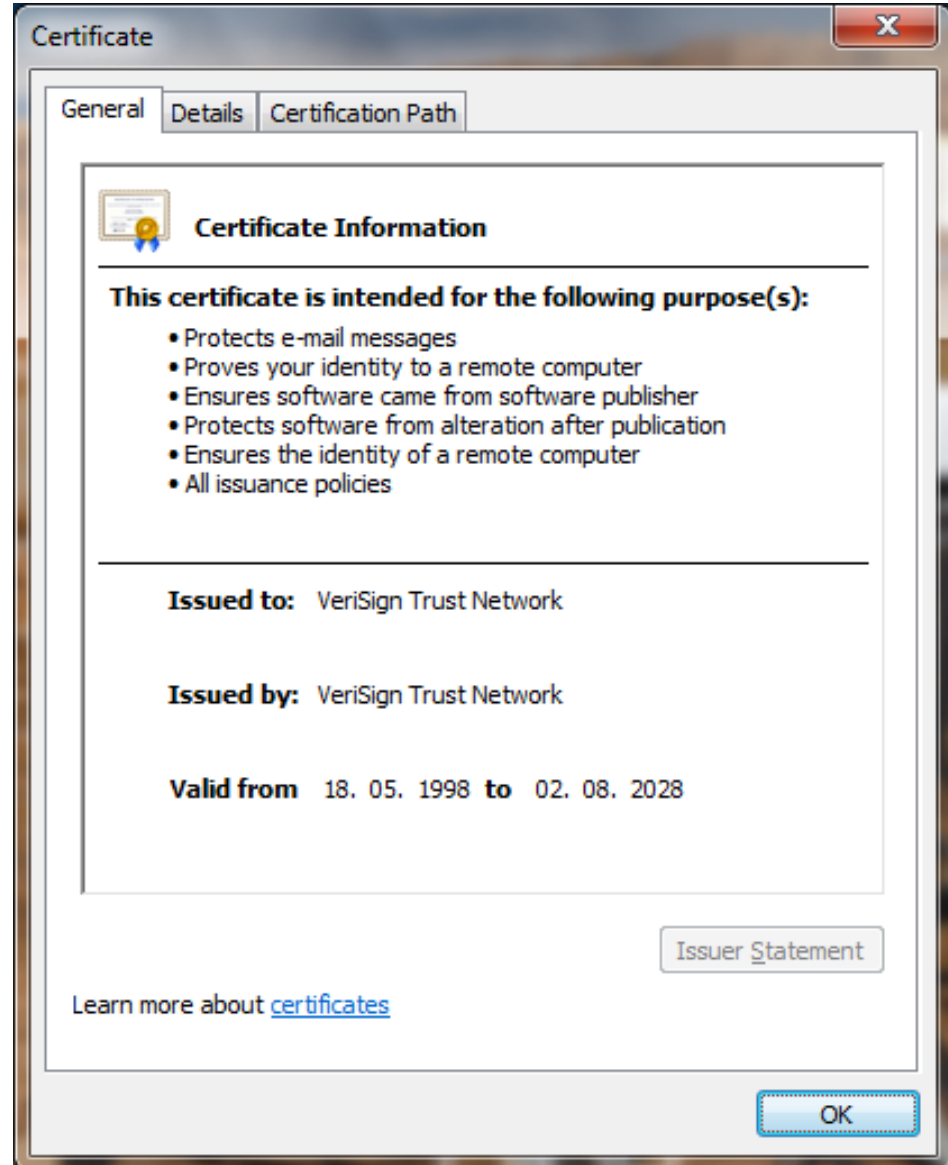 Certificate
General Details Certification Path
Certificate Information
This certificate is intended for the following purpose(s):
• Protects e-mail messages
• Proves your identity to a remote computer
• Ensures software came from software publisher
• Protects software from alteration after publication
• Ensures the identity of a remote computer
• All issuance policies
Issued to: VeriSign Trust Network
Issued by: VeriSign Trust Network
Valid from 18. 05. 1998 to 02. 08. 2028
Issuer Statement
Learn more about certificates
OK